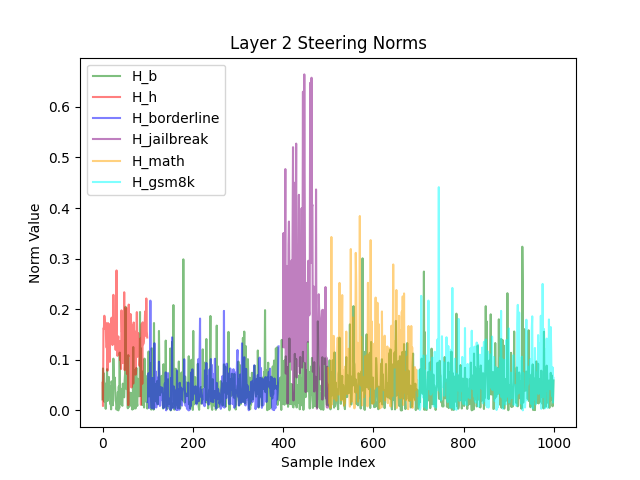 Layer 2 Steering Norms
H_b
H_h
H_borderline
H_jailbreak
H_math
H_gsm8k
Norm Value
0.6
0.5
0.4
0.3
0.2
0.1
0.0
0 200 400 600 800 1000
Sample Index